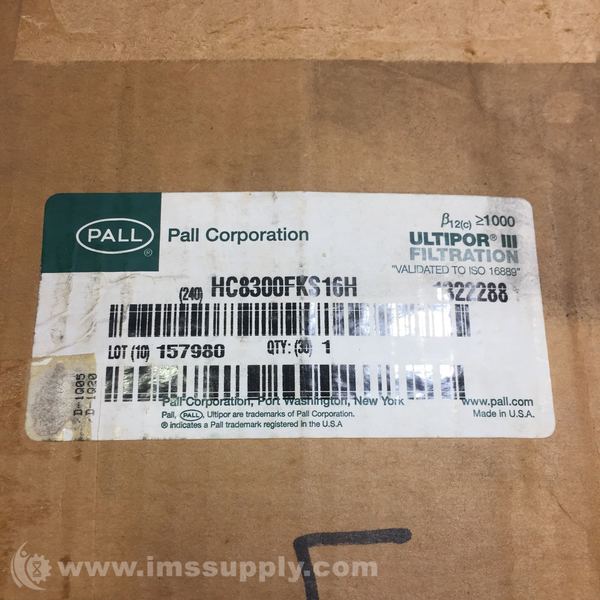 PALL ®
Pall Corporation
β12(c) ≥1000
ULTIPOR® III
FILTRATION
"VALIDATED TO ISO 16889"
(240) HC8300FKS16H 1322288
LOT (10) 157980 QTY: (30) 1
D-1005
D-1920
Pall Corporation, Port Washington, New York www.pall.com
Pall, PALL, Ultipor are trademarks of Pall Corporation. Made in U.S.A.
® indicates a Pall trademark registered in the U.S.A
www.imssupply.com